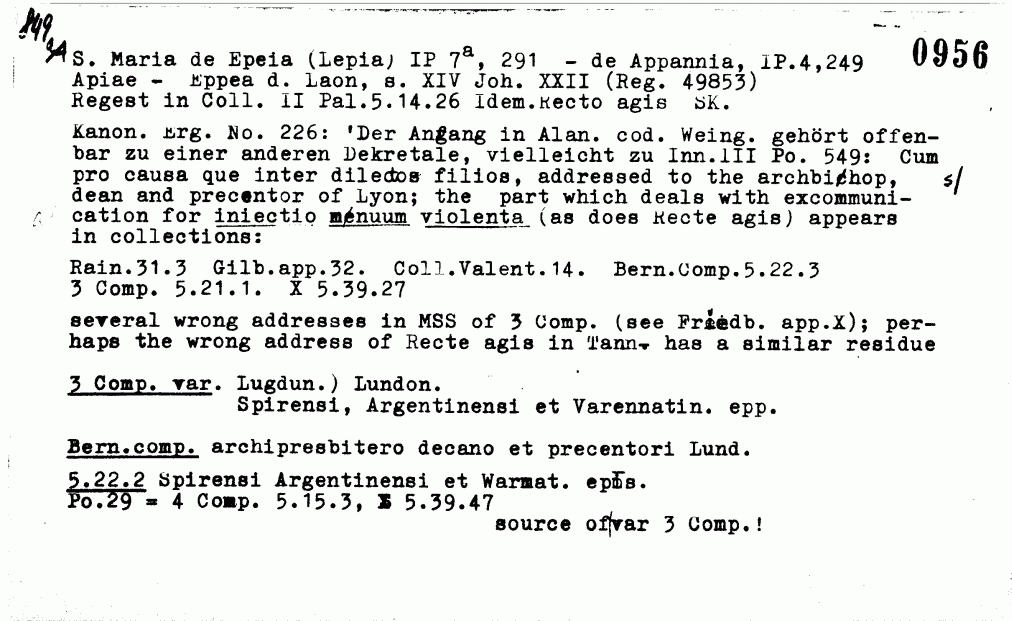 0956
S. Maria de Epeia (Lepia) IP 7a, 291 - de Appannia, IP.4,249
Apiae - Eppea d. Laon, s. XIV Joh. XXII (Reg. 49853)
Regest in Coll. II Pal.5.14.26 Idem.Recto agis SK.
Kanon. Erg. No. 226: 'Der Anfang in Alan. cod. Weing. gehört offen-
bar zu einer anderen Dekretale, vielleicht zu Inn.III Po. 549: Cum
pro causa que inter dilectos filios, addressed to the archbishop, s/
dean and precentor of Lyon; the part which deals with excommuni-
cation for iniectio manuum violenta (as does Recte agis) appears
in collections:
Rain.31.3 Gilb.app.32. Coll.Valent.14. Bern.Comp.5.22.3
3 Comp. 5.21.1. X 5.39.27
several wrong addresses in MSS of 3 Comp. (see Friedb. app.X); per-
haps the wrong address of Recte agis in Tann. has a similar residue
3 Comp. var. Lugdun.) Lundon.
Spirensi, Argentinensi et Varennatin. epp.
Bern.comp. archipresbitero decano et precentori Lund.
5.22.2 Spirensi Argentinensi et Warmat. epis.
Po.29 = 4 Comp. 5.15.3, X 5.39.47
source of var 3 Comp.!